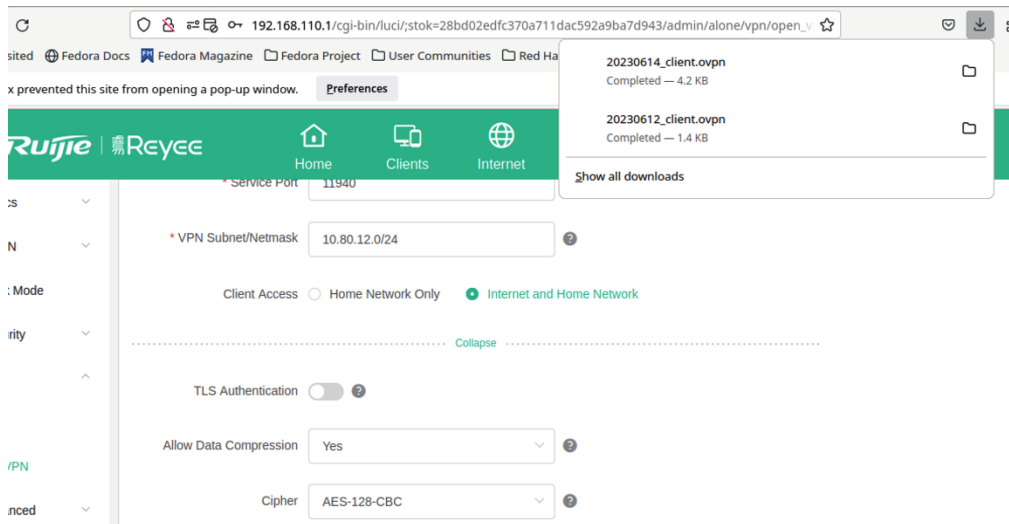 192.168.110.1/cgi-bin/luci/;stok=28bd02edfc370a711dac592a9ba7d943/admin/alone/vpn/open_v
sited Fedora Docs FM Fedora Magazine Fedora Project User Communities Red Ha
x prevented this site from opening a pop-up window. Preferences
20230614_client.ovpn
Completed — 4.2 KB
20230612_client.ovpn
Completed — 1.4 KB
Show all downloads
Ruijie Reyee
Home Clients Internet
cs
N
k Mode
urity
VPN
anced
* Service Port 11940
* VPN Subnet/Netmask 10.80.12.0/24 ?
Client Access Home Network Only Internet and Home Network
Collapse
TLS Authentication ?
Allow Data Compression Yes ?
Cipher AES-128-CBC ?